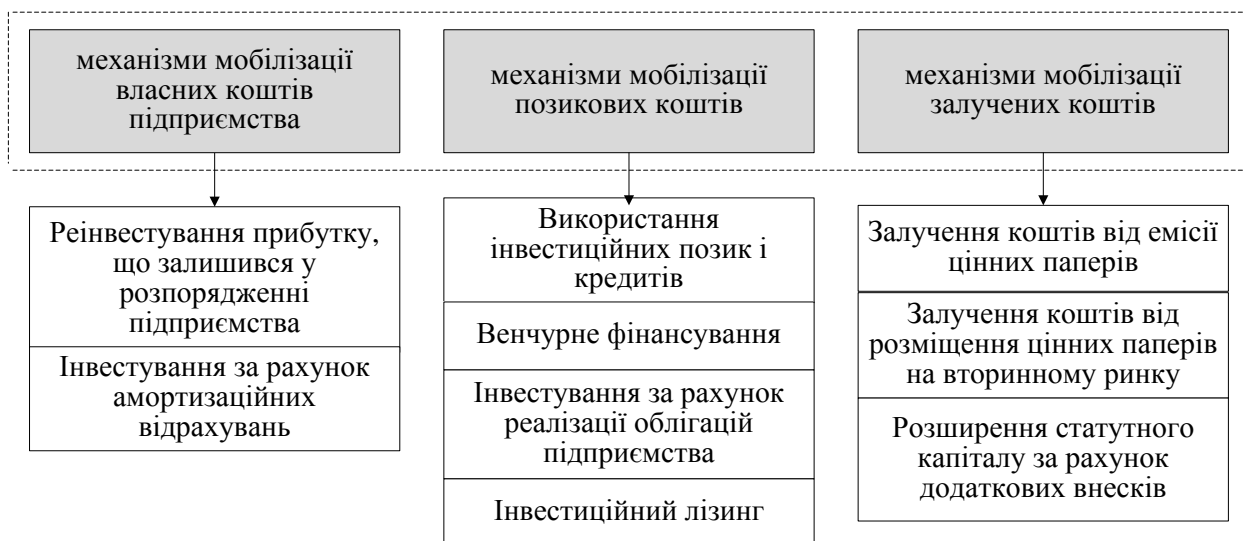 механізми мобілізації
власних коштів
підприємства
механізми мобілізації
позикових коштів
механізми мобілізації
залучених коштів
Реінвестування прибутку,
що залишився у
розпорядженні
підприємства
Інвестування за рахунок
амортизаційних
відрахувань
Використання
інвестиційних позик і
кредитів
Венчурне фінансування
Інвестування за рахунок
реалізації облігацій
підприємства
Інвестиційний лізинг
Залучення коштів від емісії
цінних паперів
Залучення коштів від
розміщення цінних паперів
на вторинному ринку
Розширення статутного
капіталу за рахунок
додаткових внесків